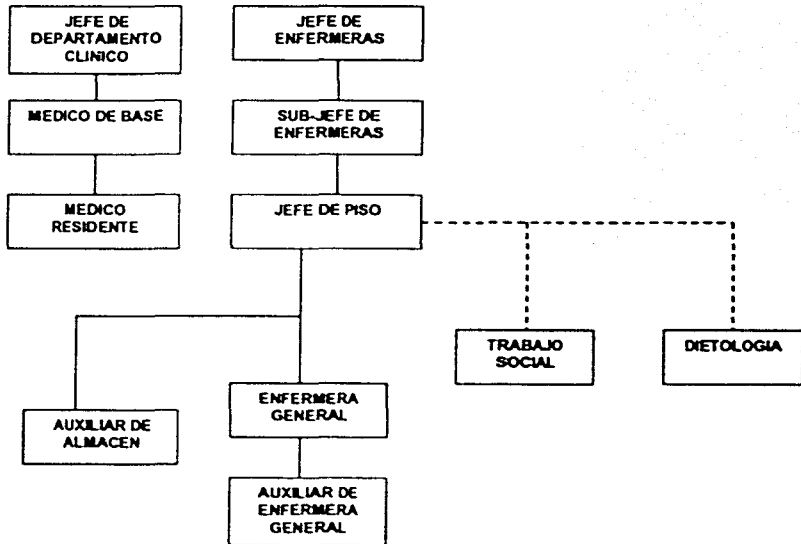 JEFE DE
DEPARTAMENTO
CLINICO
JEFE DE
ENFERMERAS
MEDICO DE BASE
SUB-JEFE DE
ENFERMERAS
MEDICO
RESIDENTE
JEFE DE PISO
TRABAJO
SOCIAL
DIETOLOGIA
AUXILIAR DE
ALMACEN
ENFERMERA
GENERAL
AUXILIAR DE
ENFERMERA
GENERAL